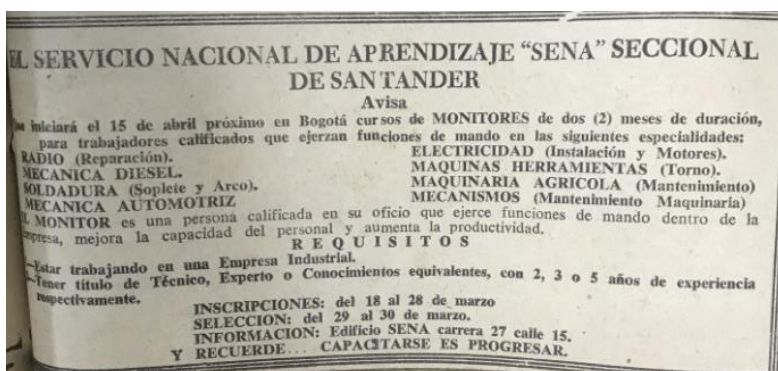 EL SERVICIO NACIONAL DE APRENDIZAJE “SENA” SECCIONAL
DE SANTANDER
Avisa
iniciará el 15 de abril próximo en Bogotá cursos de MONITORES de dos (2) meses de duración,
para trabajadores calificados que ejerzan funciones de mando en las siguientes especialidades:
RADIO (Reparación). ELECTRICIDAD (Instalación y Motores).
MECANICA DIESEL. MAQUINAS HERRAMIENTAS (Torno).
SOLDADURA (Soplete y Arco). MAQUINARIA AGRICOLA (Mantenimiento)
MECANICA AUTOMOTRIZ MECANISMOS (Mantenimiento Maquinaria)
EL MONITOR es una persona calificada en su oficio que ejerce funciones de mando dentro de la
empresa, mejora la capacidad del personal y aumenta la productividad.
REQUISITOS
—Estar trabajando en una Empresa Industrial.
—Tener título de Técnico, Experto o Conocimientos equivalentes, con 2, 3 o 5 años de experiencia
respectivamente.
INSCRIPCIONES: del 18 al 28 de marzo
SELECCION: del 29 al 30 de marzo.
INFORMACION: Edificio SENA carrera 27 calle 15.
Y RECUERDE... CAPACITARSE ES PROGRESAR.